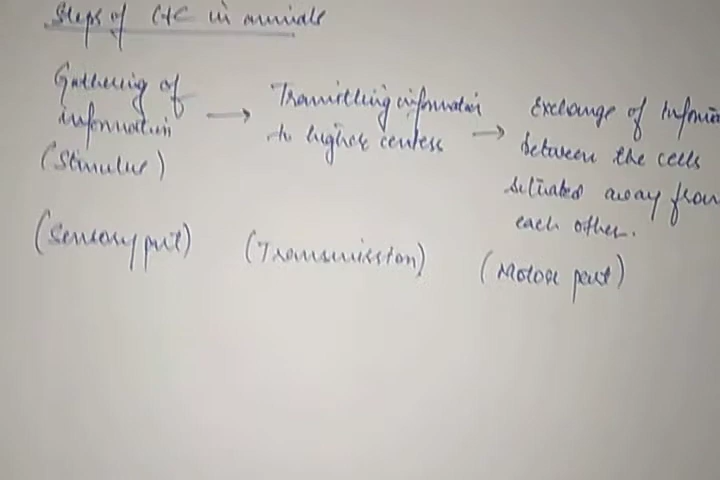 Steps of C&C in animals
Gathering of
information
(Stimulus)
(Sensory part)
→ Transmitting information
to higher centers
(Transmission)
→ Exchange of
between the cells
situated away from
each other.
(Motor part)